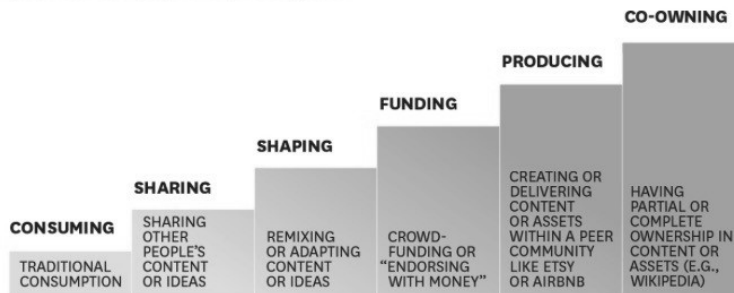 CONSUMING
TRADITIONAL
CONSUMPTION
SHARING
SHARING
OTHER
PEOPLE'S
CONTENT
OR IDEAS
SHAPING
REMIXING
OR ADAPTING
CONTENT
OR IDEAS
FUNDING
CROWD-
FUNDING OR
“ENDORSING
WITH MONEY”
PRODUCING
CREATING OR
DELIVERING
CONTENT
OR ASSETS
WITHIN A PEER
COMMUNITY
LIKE ETSY
OR AIRBNB
CO-OWNING
HAVING
PARTIAL OR
COMPLETE
OWNERSHIP IN
CONTENT OR
ASSETS (E.G.,
WIKIPEDIA)